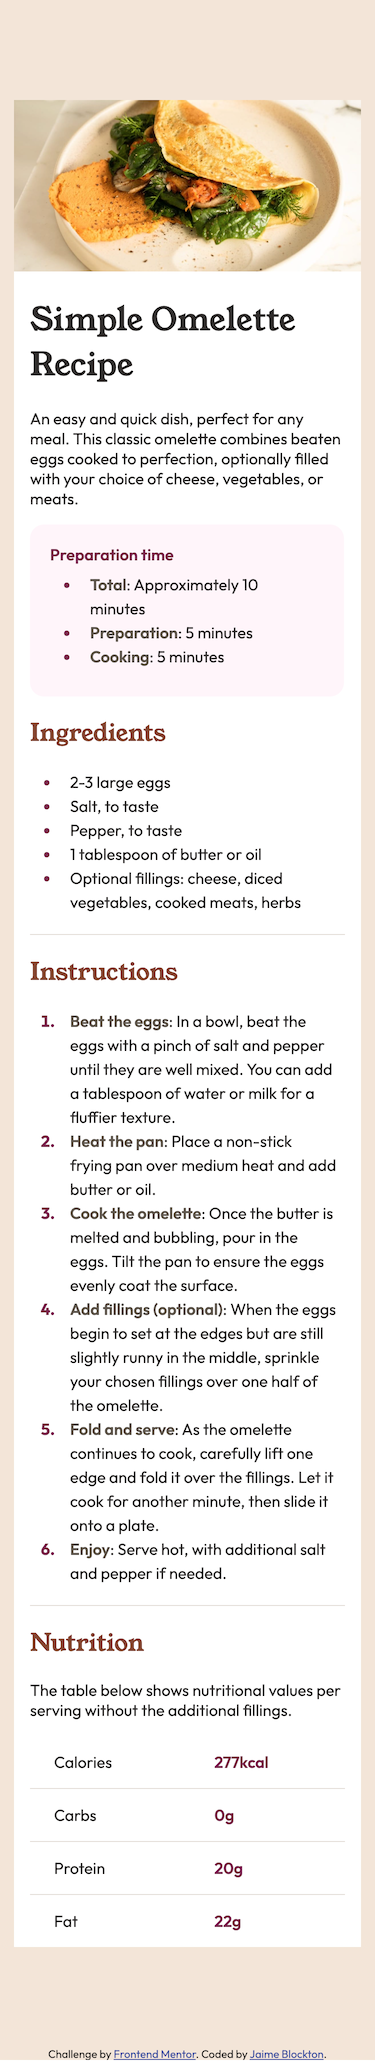 Simple Omelette
Recipe
An easy and quick dish, perfect for any
meal. This classic omelette combines beaten
eggs cooked to perfection, optionally filled
with your choice of cheese, vegetables, or
meats.
Preparation time
• Total: Approximately 10
minutes
• Preparation: 5 minutes
• Cooking: 5 minutes
Ingredients
• 2-3 large eggs
• Salt, to taste
• Pepper, to taste
• 1 tablespoon of butter or oil
• Optional fillings: cheese, diced
vegetables, cooked meats, herbs
Instructions
1. Beat the eggs: In a bowl, beat the
eggs with a pinch of salt and pepper
until they are well mixed. You can add
a tablespoon of water or milk for a
fluffier texture.
2. Heat the pan: Place a non-stick
frying pan over medium heat and add
butter or oil.
3. Cook the omelette: Once the butter is
melted and bubbling, pour in the
eggs. Tilt the pan to ensure the eggs
evenly coat the surface.
4. Add fillings (optional): When the eggs
begin to set at the edges but are still
slightly runny in the middle, sprinkle
your chosen fillings over one half of
the omelette.
5. Fold and serve: As the omelette
continues to cook, carefully lift one
edge and fold it over the fillings. Let it
cook for another minute, then slide it
onto a plate.
6. Enjoy: Serve hot, with additional salt
and pepper if needed.
Nutrition
The table below shows nutritional values per
serving without the additional fillings.
Calories 277kcal
Carbs 0g
Protein 20g
Fat 22g
Challenge by Frontend Mentor. Coded by Jaime Blockton.